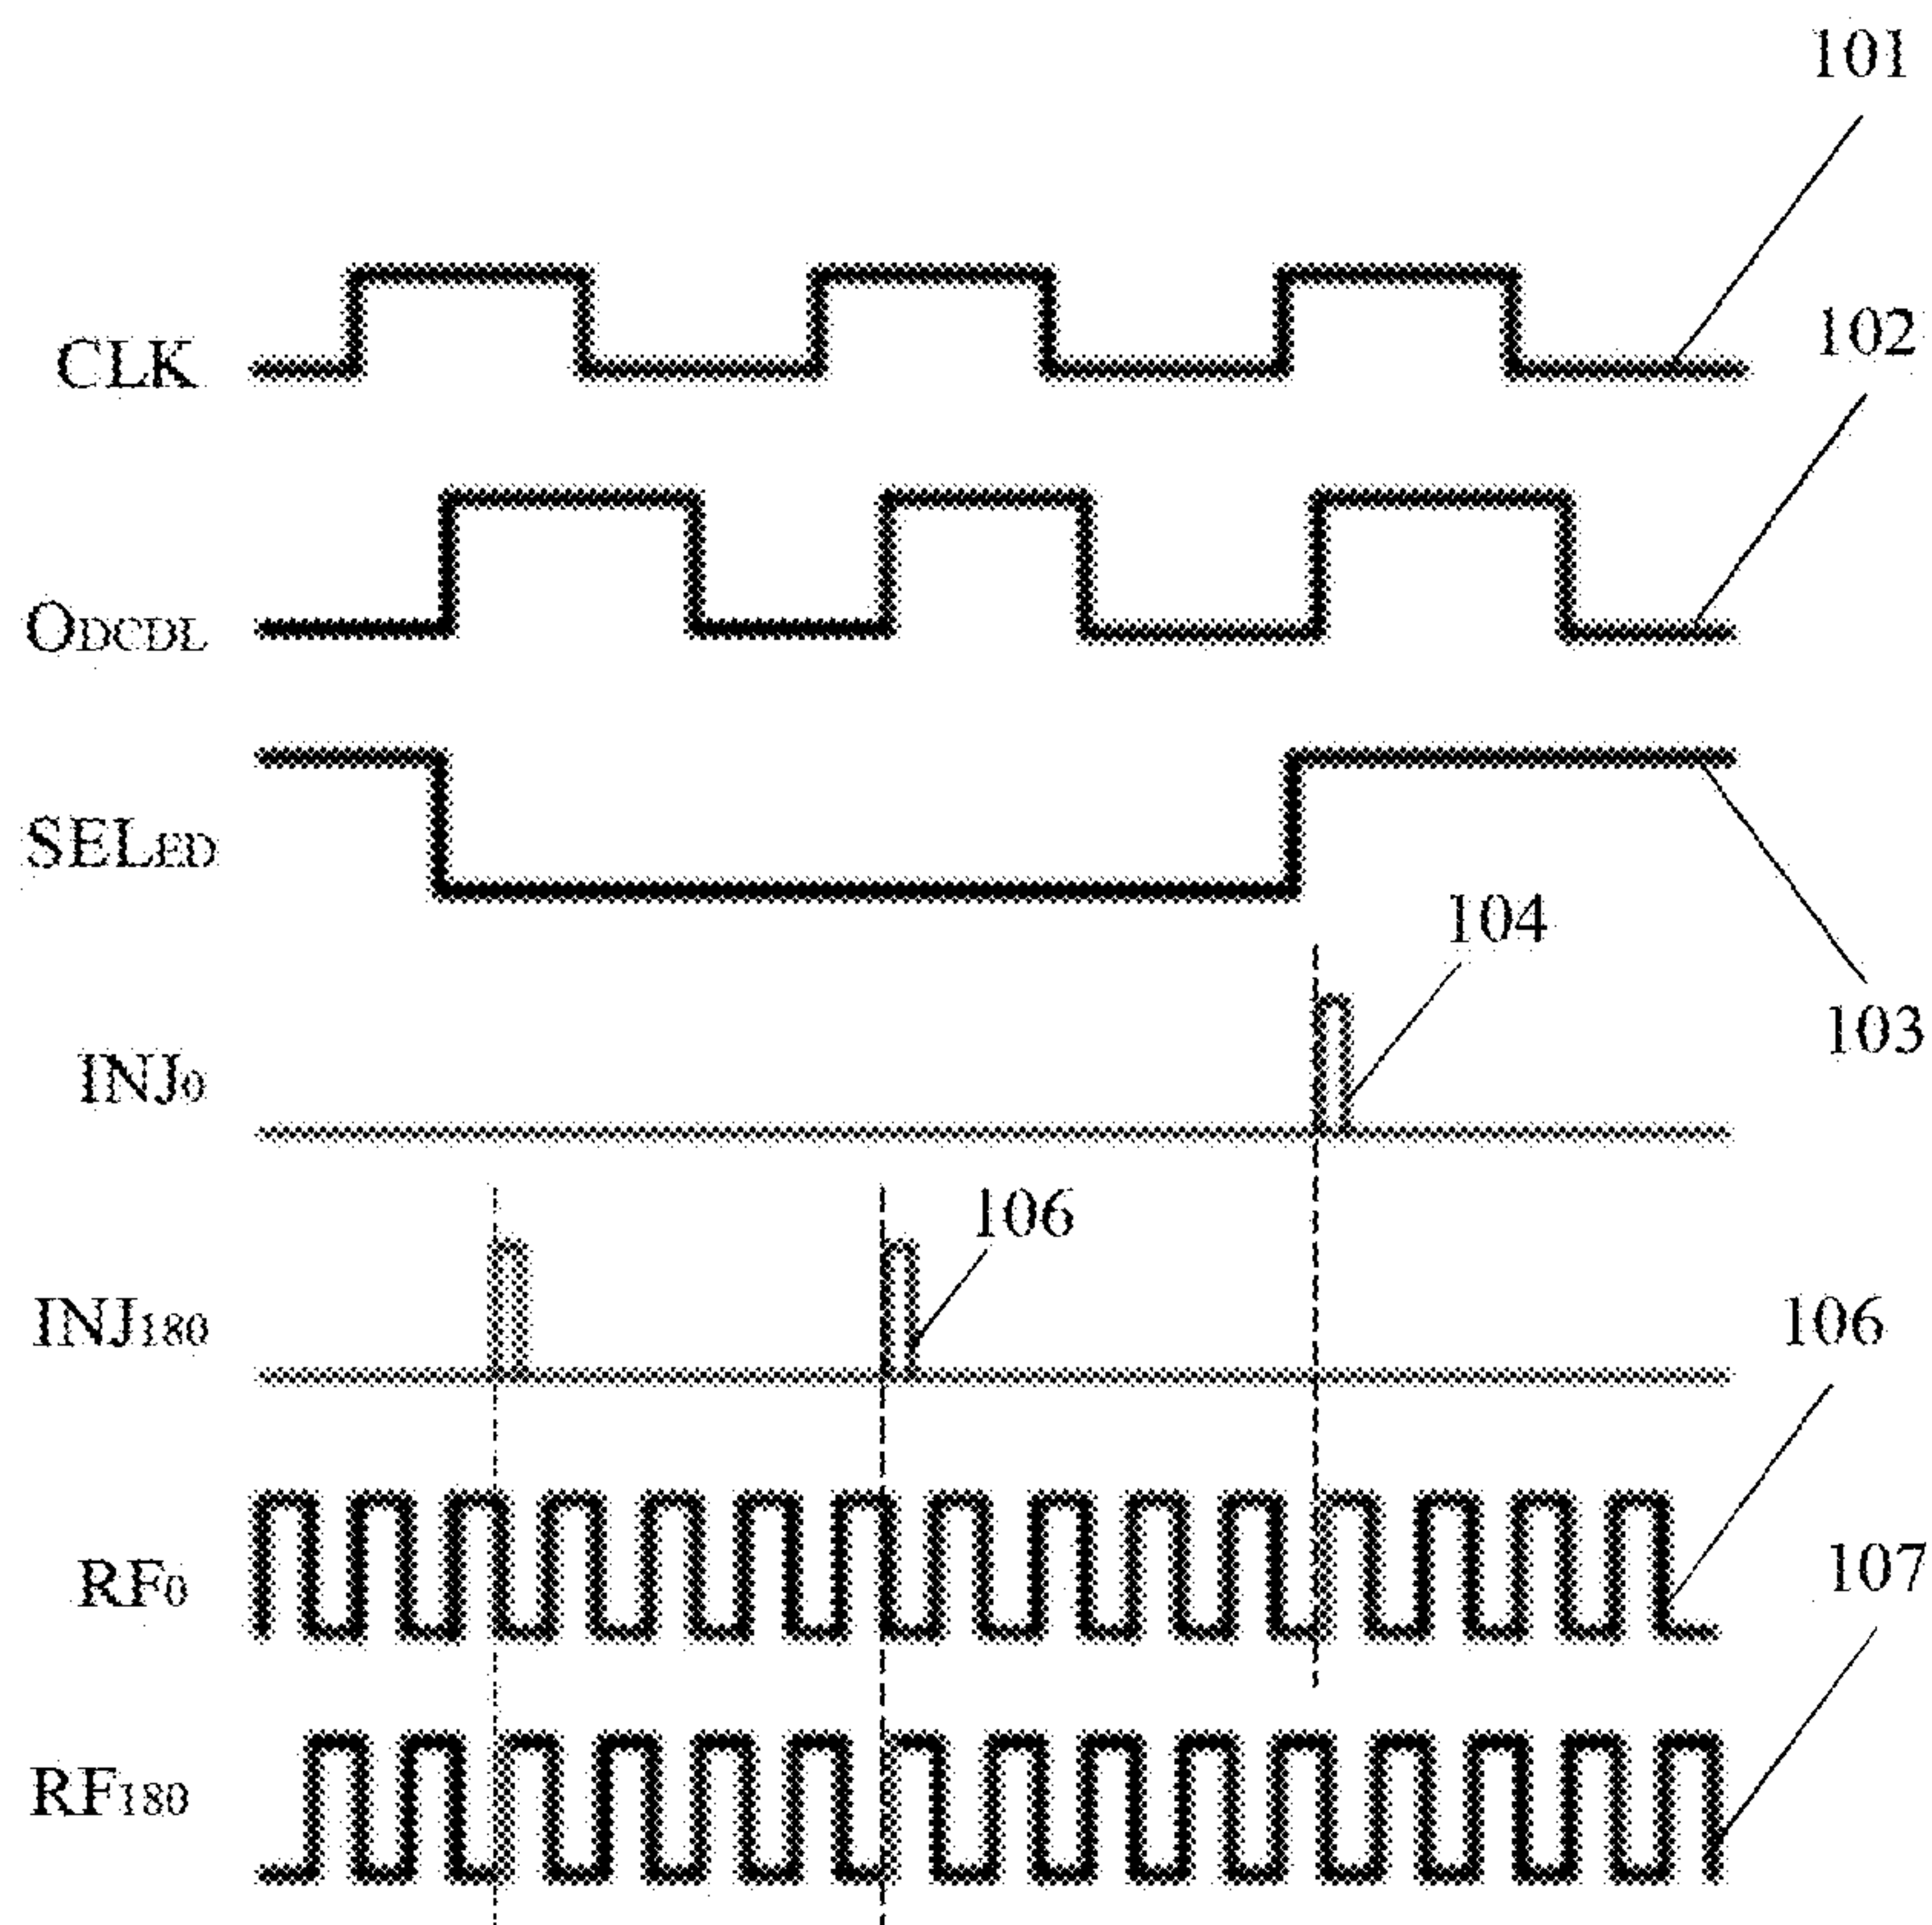 101
CLK
102
ODCDL
SELED
104
103
INJ0
106
INJ180
106
RF0
107
RF180